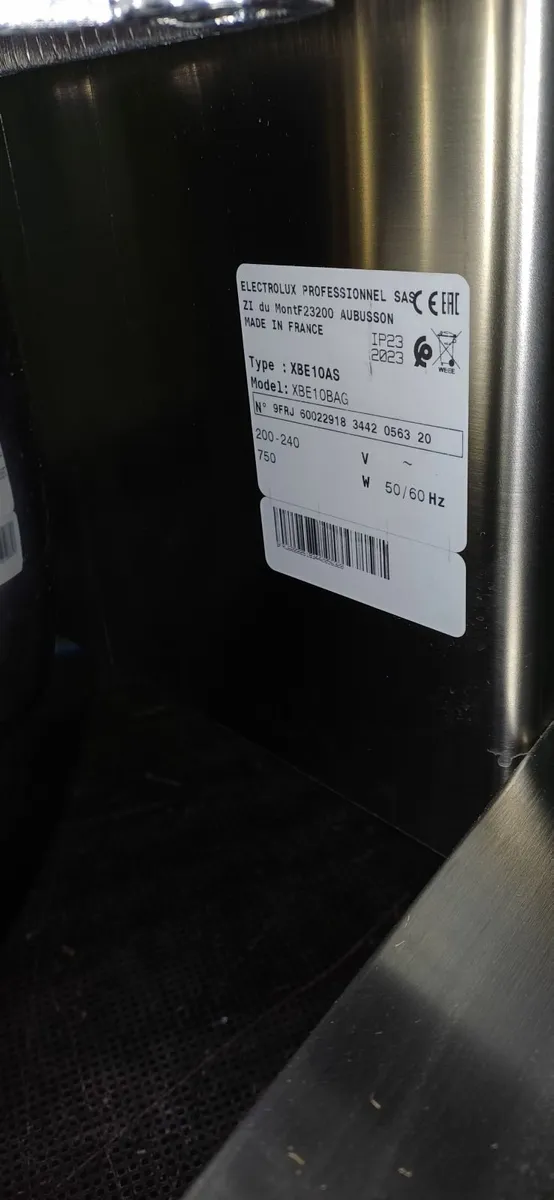 ELECTROLUX PROFESSIONNEL SAS CE EAC
ZI du MontF23200 AUBUSSON
MADE IN FRANCE
IP23
2023
WEEE
Type : XBE10AS
Model: XBE10BAG
N° 9FRJ 60022918 3442 0563 20
200-240 V ~
750 W 50/60 Hz